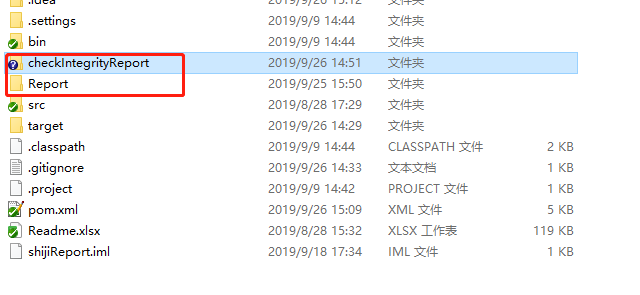 .settings 2019/9/9 14:44 文件夹
bin 2019/9/9 14:44 文件夹
checkIntegrityReport 2019/9/26 14:51 文件夹
Report 2019/9/25 15:50 文件夹
src 2019/8/28 17:29 文件夹
target 2019/9/26 14:29 文件夹
.classpath 2019/9/9 14:44 CLASSPATH 文件 2 KB
.gitignore 2019/9/26 14:33 文本文档 1 KB
.project 2019/9/9 14:42 PROJECT 文件 1 KB
pom.xml 2019/9/26 15:09 XML 文件 5 KB
Readme.xlsx 2019/8/28 15:32 XLSX 工作表 119 KB
shijiReport.iml 2019/9/18 17:34 IML 文件 1 KB